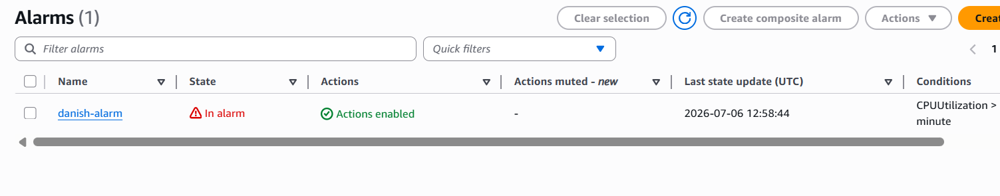 Alarms (1)
Clear selection
Create composite alarm
Actions
Filter alarms
Quick filters
1
Name
State
Actions
Actions muted - new
Last state update (UTC)
Conditions
danish-alarm
In alarm
Actions enabled
-
2026-07-06 12:58:44
CPUUtilization >
minute